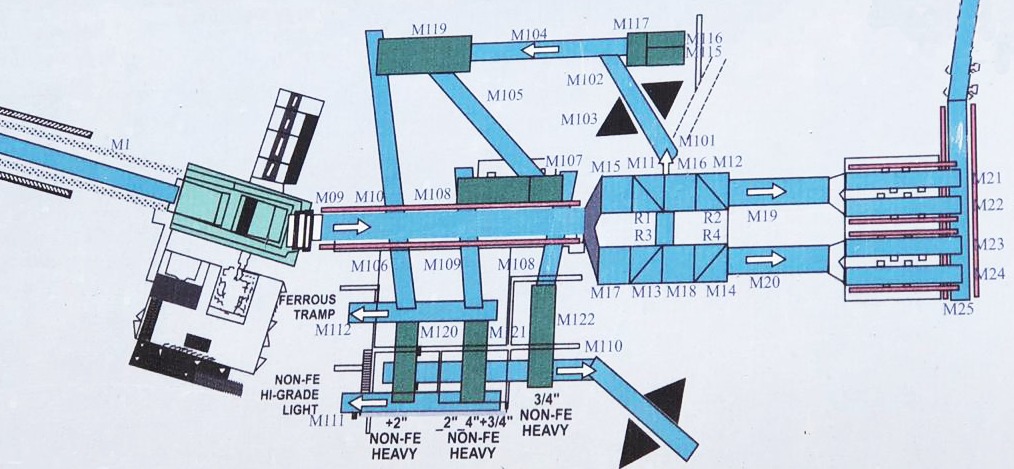 M119
M104
M117
M116
M115
M102
M105
M103
M101
M1
M107
M15
M11
M16
M12
M09
M10
M108
M21
M22
R1
R2
M19
R3
R4
M23
M24
M106
M109
M108
M17
M13
M18
M14
M20
M25
FERROUS
TRAMP
M112
M120
M121
M122
M110
NON-FE
HI-GRADE
LIGHT
M111
+2"
NON-FE
HEAVY
_2"_4"+3/4"
NON-FE
HEAVY
3/4"
NON-FE
HEAVY